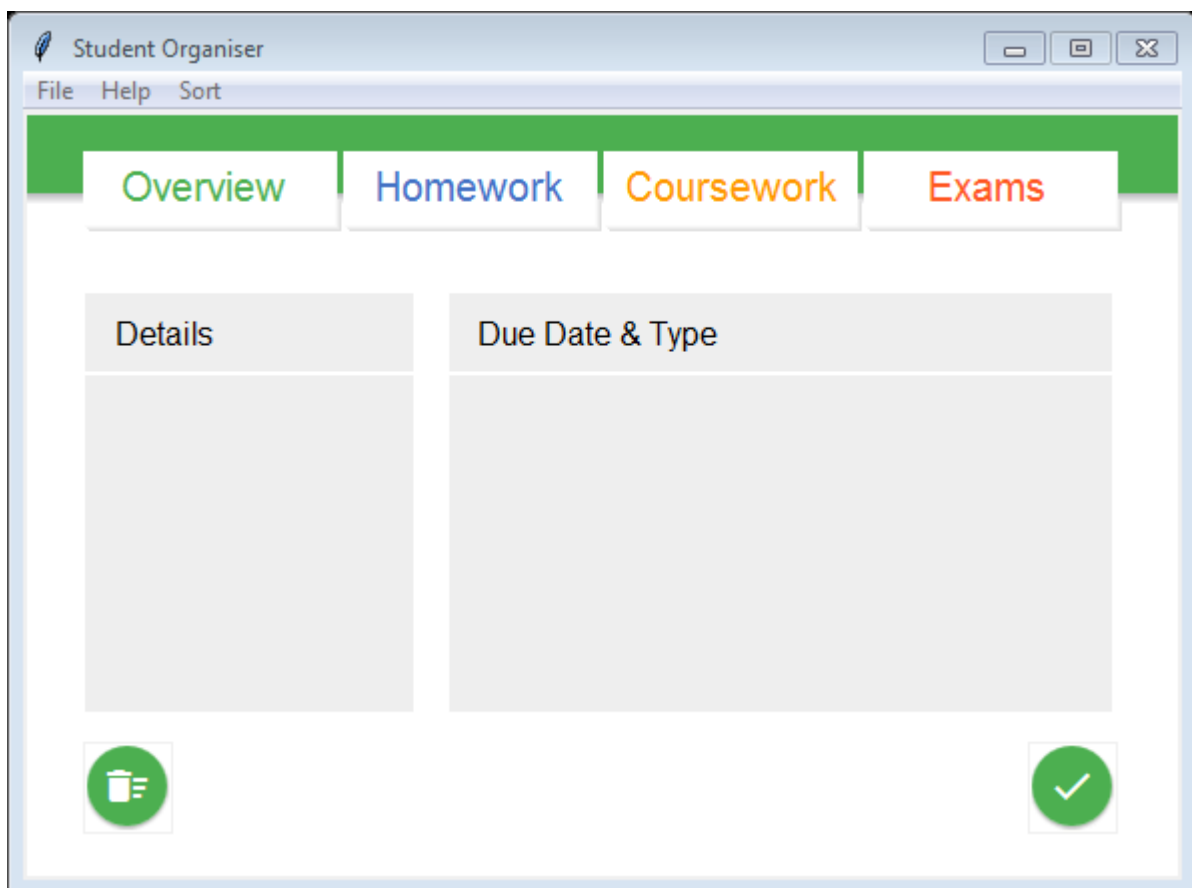 Student Organiser
File Help Sort
Overview Homework Coursework Exams
Details Due Date & Type